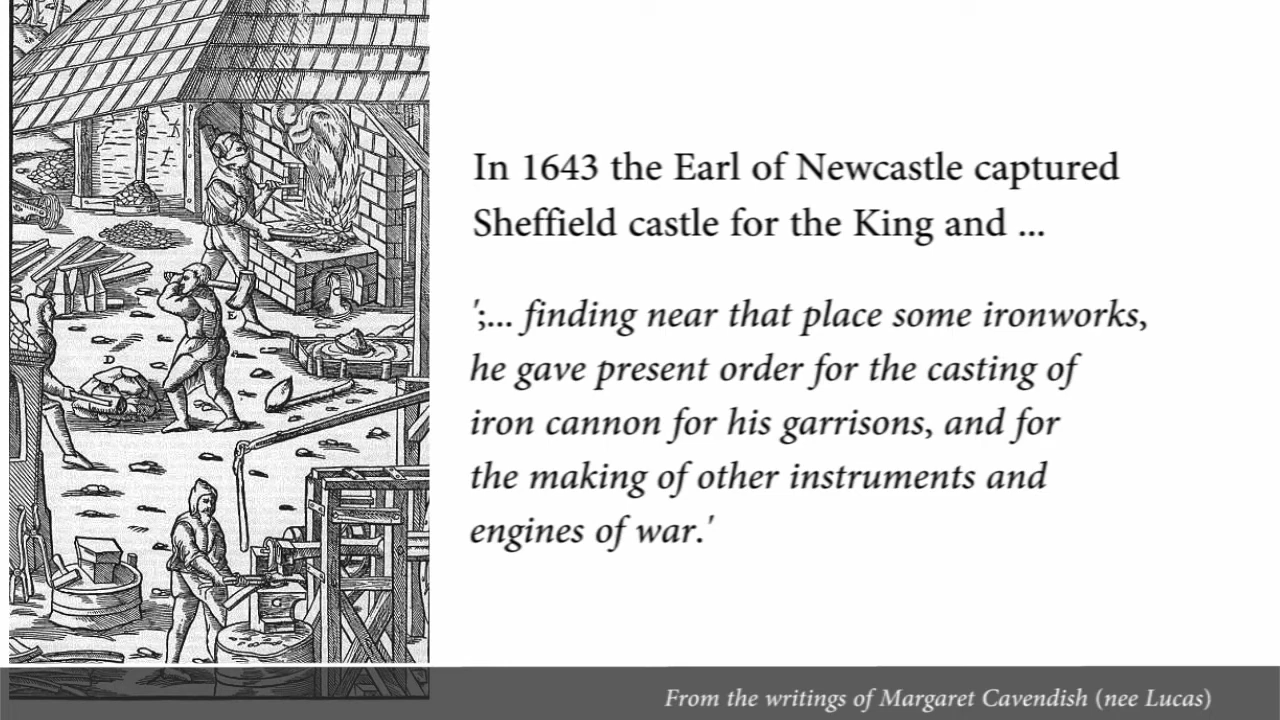 In 1643 the Earl of Newcastle captured
Sheffield castle for the King and ...
';... finding near that place some ironworks,
he gave present order for the casting of
iron cannon for his garrisons, and for
the making of other instruments and
engines of war.'
A
E
D
G
From the writings of Margaret Cavendish (nee Lucas)